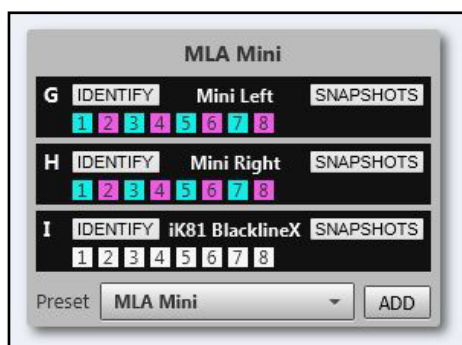 MLA Mini
G IDENTIFY Mini Left SNAPSHOTS
1 2 3 4 5 6 7 8
H IDENTIFY Mini Right SNAPSHOTS
1 2 3 4 5 6 7 8
I IDENTIFY iK81 BlacklineX SNAPSHOTS
1 2 3 4 5 6 7 8
Preset MLA Mini ADD